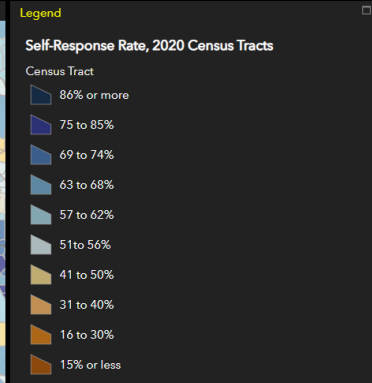 Legend
Self-Response Rate, 2020 Census Tracts
Census Tract
86% or more
75 to 85%
69 to 74%
63 to 68%
57 to 62%
51to 56%
41 to 50%
31 to 40%
16 to 30%
15% or less